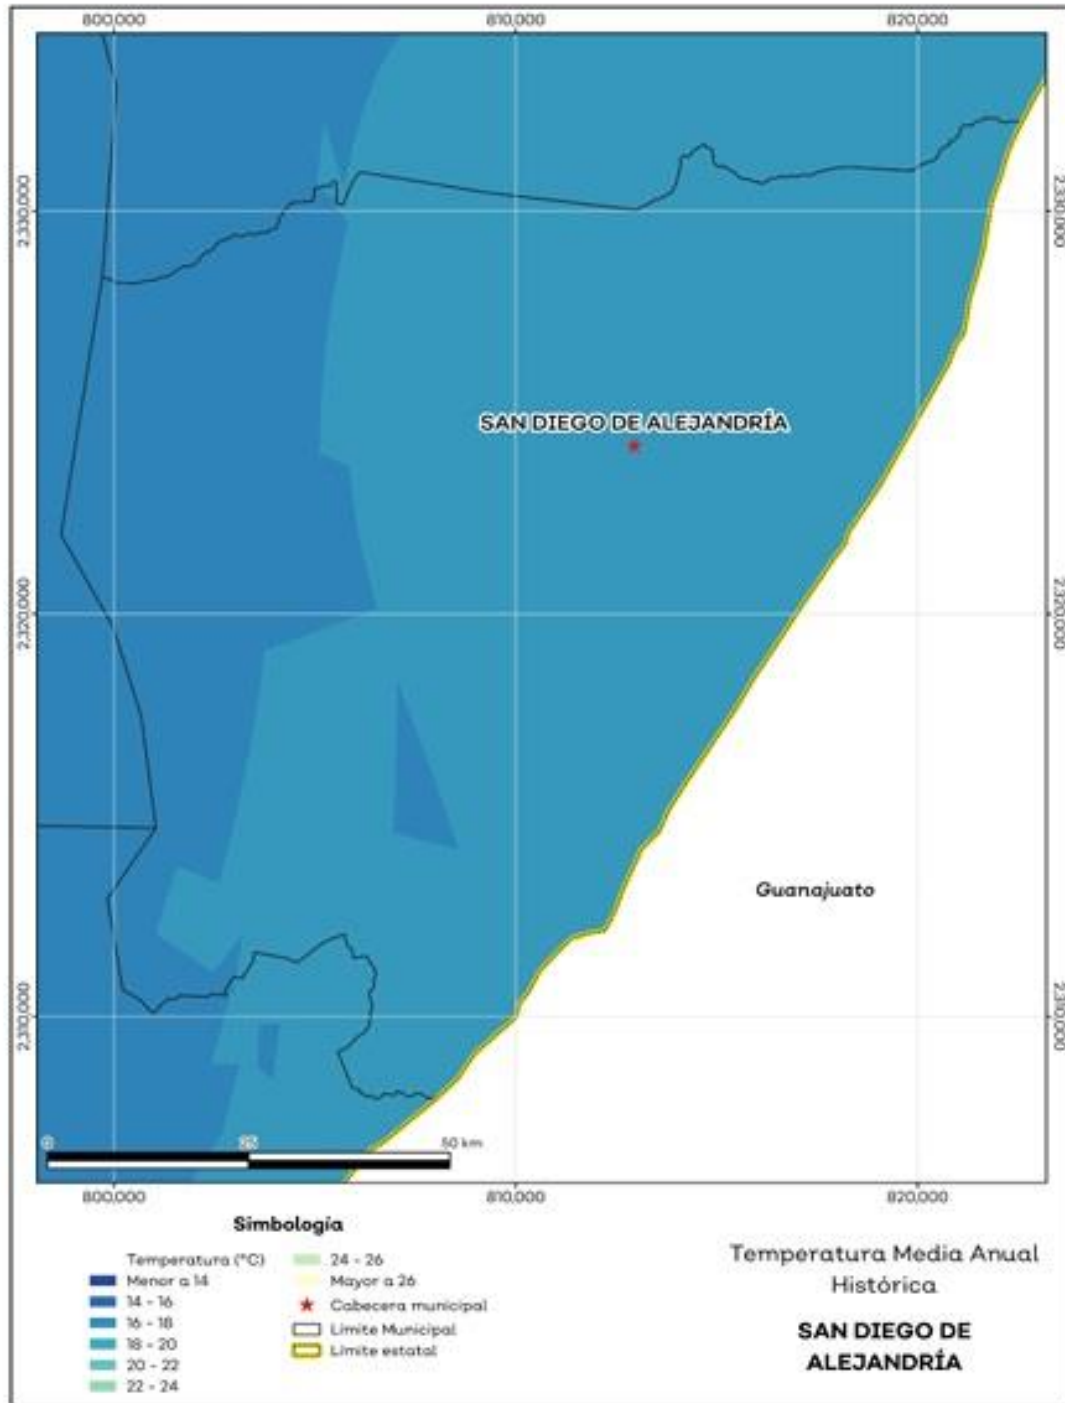 800,000 810,000 820,000
2,330,000 2,330,000
SAN DIEGO DE ALEJANDRÍA
2,320,000 2,320,000
Guanajuato
2,310,000 2,310,000
0 25 50 km
800,000 810,000 820,000
Simbología
Temperatura (°C)
Menor a 14
14 - 16
16 - 18
18 - 20
20 - 22
22 - 24
24 - 26
Mayor a 26
Cabecera municipal
Límite Municipal
Límite estatal
Temperatura Media Anual
Histórica
SAN DIEGO DE
ALEJANDRÍA